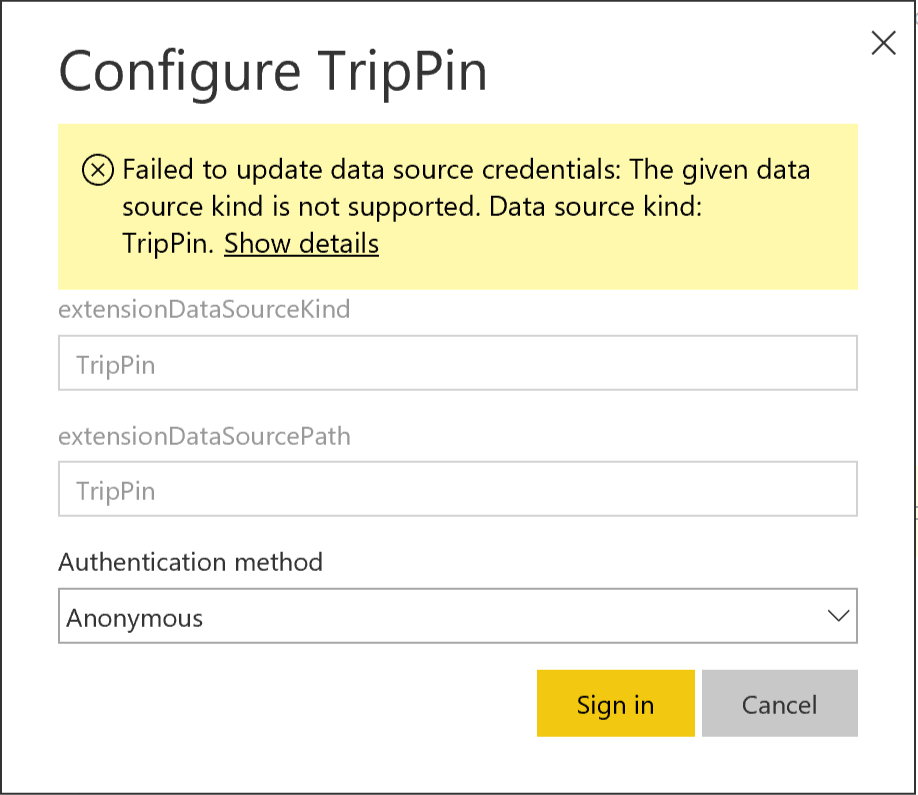 Configure TripPin
Failed to update data source credentials: The given data
source kind is not supported. Data source kind:
TripPin. Show details
extensionDataSourceKind
TripPin
extensionDataSourcePath
TripPin
Authentication method
Anonymous
Sign in
Cancel